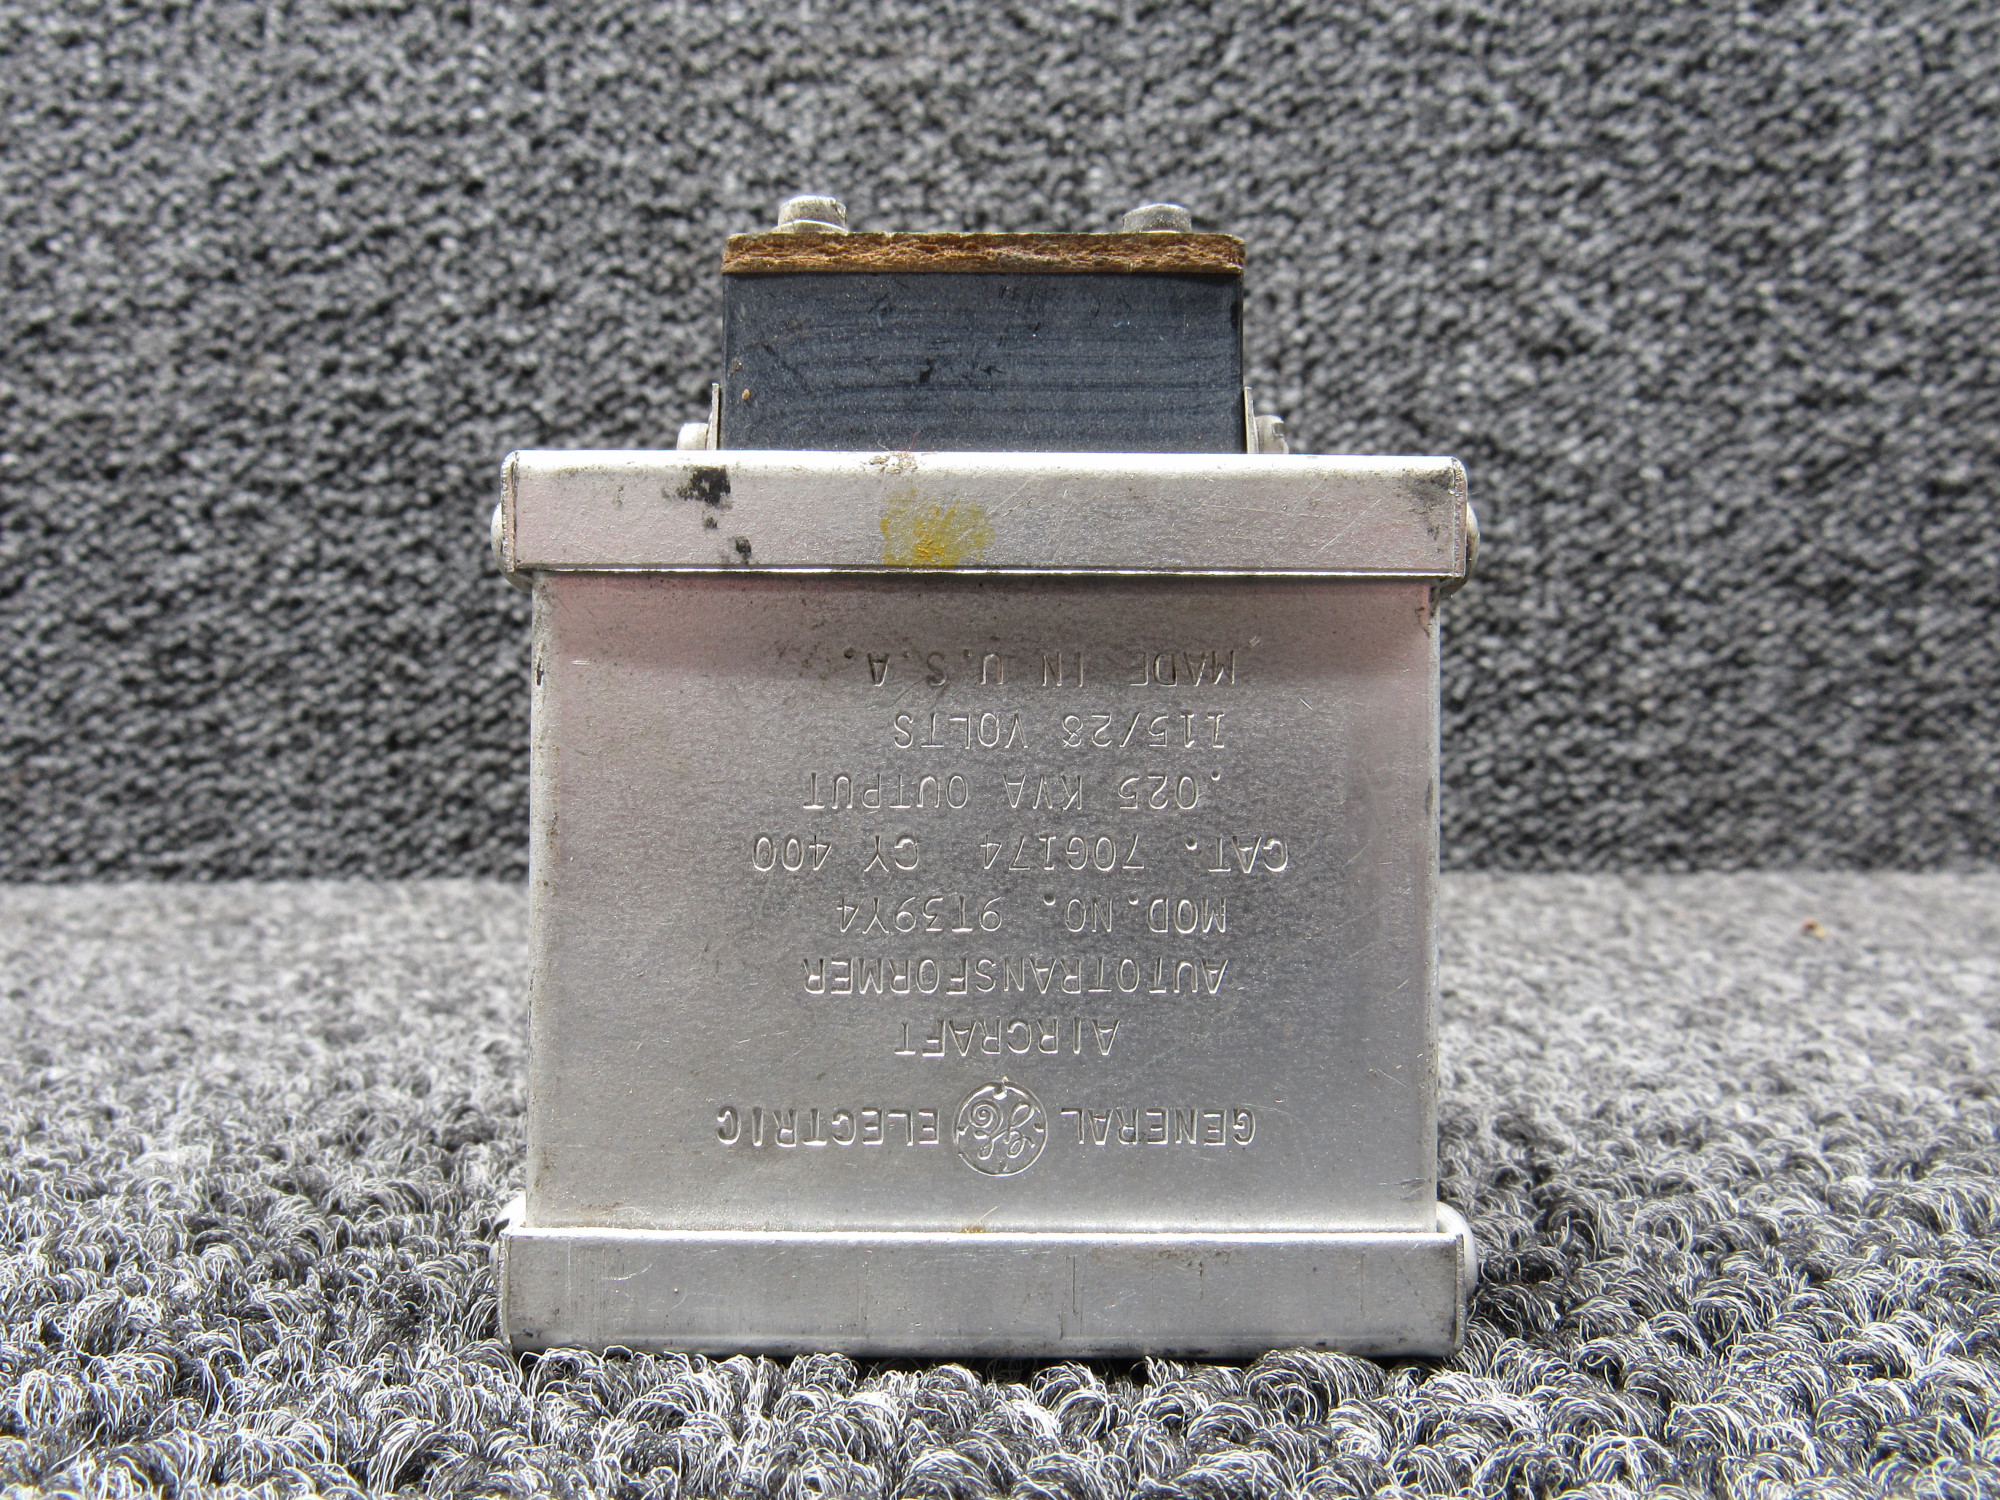 GENERAL GE ELECTRIC
AIRCRAFT
AUTOTRANSFORMER
MOD.NO. 9T39Y4
CAT. 70G174 CY 400
.025 KVA OUTPUT
115/28 VOLTS
MADE IN U.S.A.